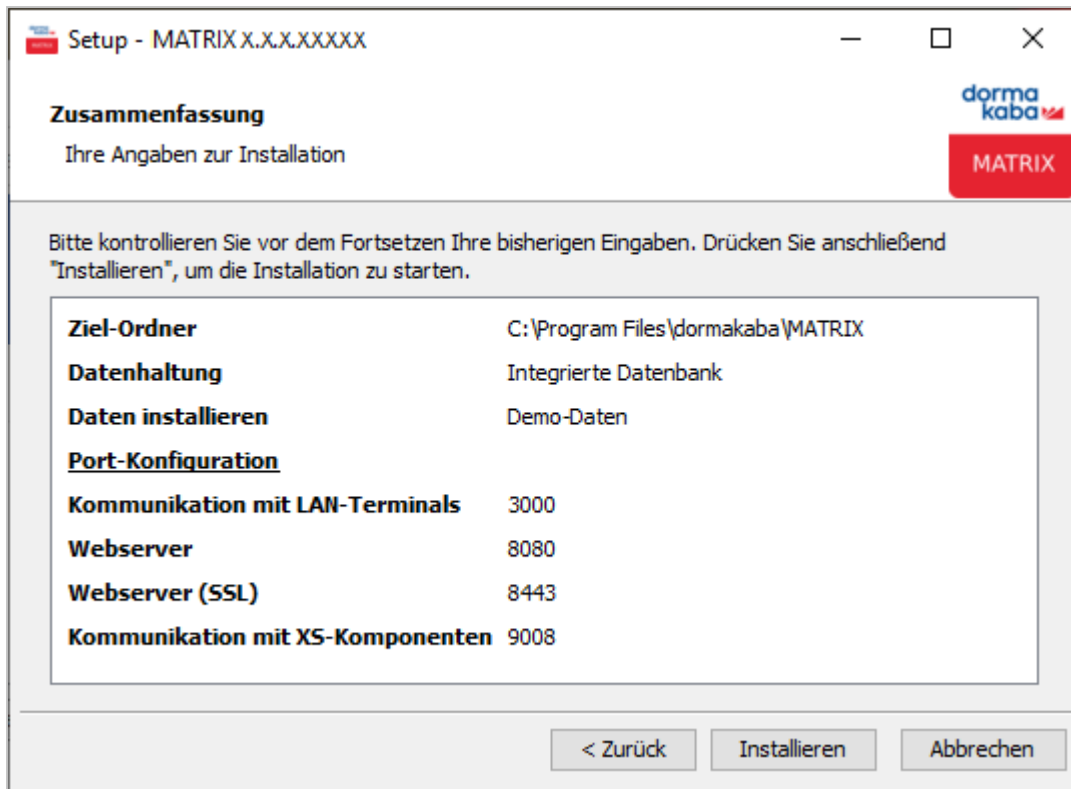 Setup - MATRIX X.X.X.XXXXX
dorma
kaba
Zusammenfassung
Ihre Angaben zur Installation
MATRIX
Bitte kontrollieren Sie vor dem Fortsetzen Ihre bisherigen Eingaben. Drücken Sie anschließend
"Installieren", um die Installation zu starten.
Ziel-Ordner C:\Program Files\dormakaba\MATRIX
Datenhaltung Integrierte Datenbank
Daten installieren Demo-Daten
Port-Konfiguration
Kommunikation mit LAN-Terminals 3000
Webserver 8080
Webserver (SSL) 8443
Kommunikation mit XS-Komponenten 9008
< Zurück Installieren Abbrechen